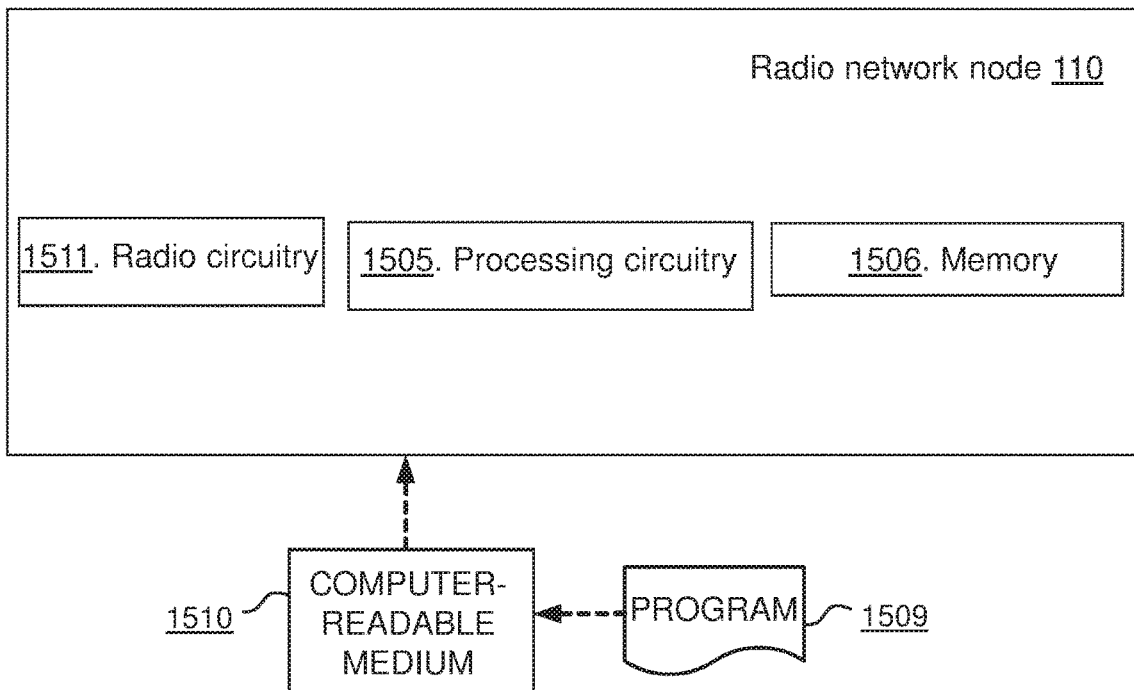 Radio network node 110
1511. Radio circuitry
1505. Processing circuitry
1506. Memory
COMPUTER-
READABLE
MEDIUM
1510
PROGRAM
1509